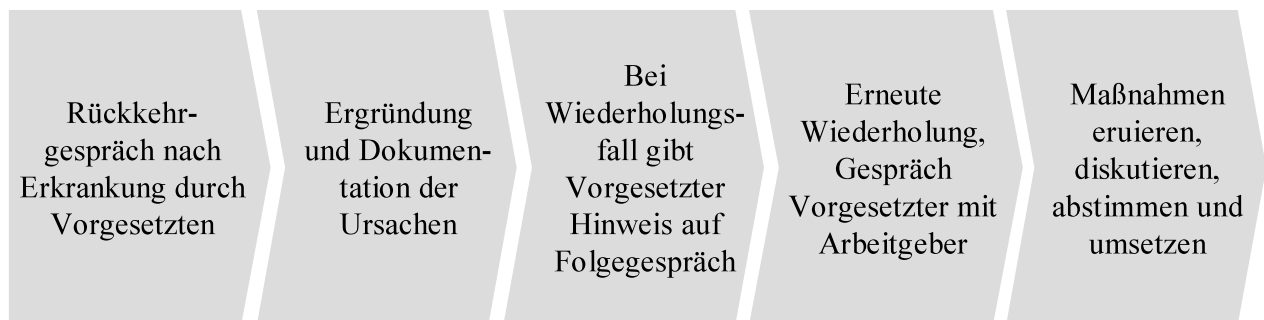 Rückkehr-
gespräch nach
Erkrankung durch
Vorgesetzten
Ergründung
und Dokumen-
tation der
Ursachen
Bei
Wiederholungs-
fall gibt
Vorgesetzter
Hinweis auf
Folgegespräch
Erneute
Wiederholung,
Gespräch
Vorgesetzter mit
Arbeitgeber
Maßnahmen
eruieren,
diskutieren,
abstimmen und
umsetzen